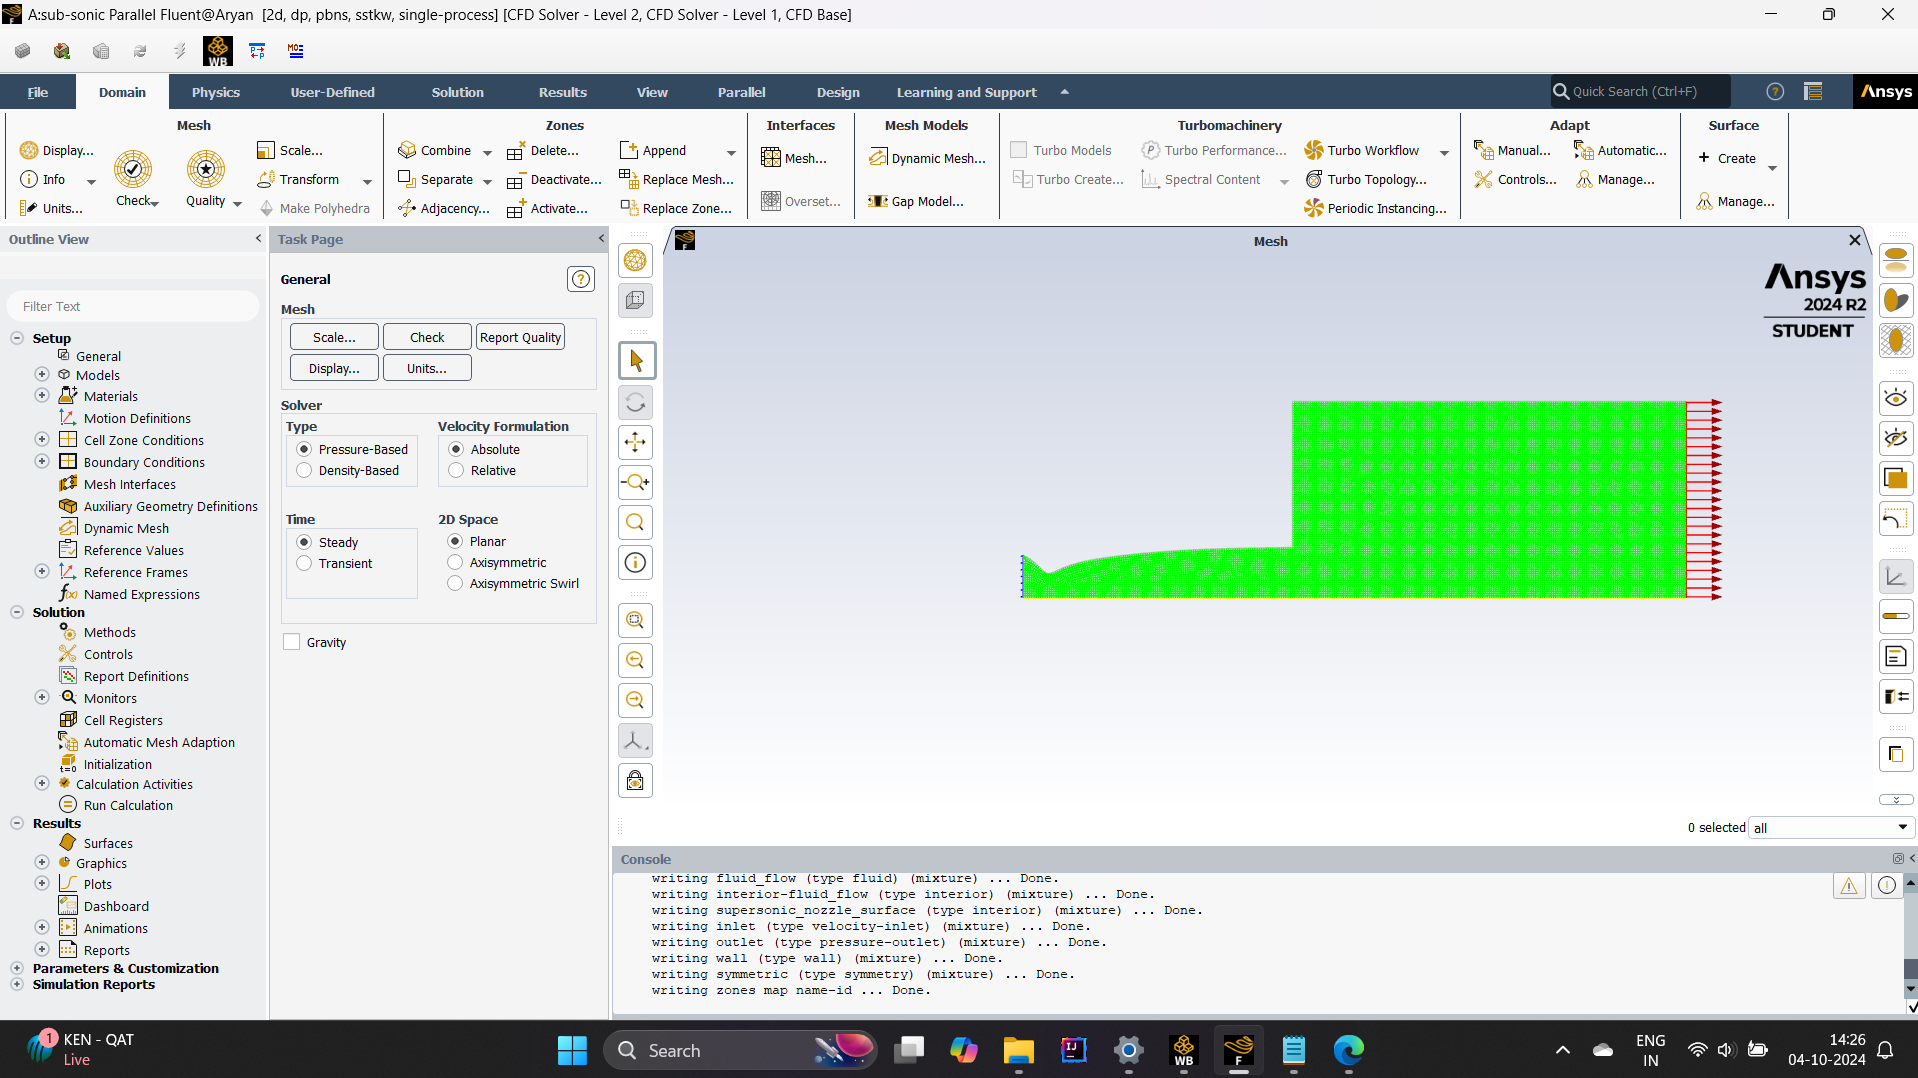 A:sub-sonic Parallel Fluent@Aryan [2d, dp, pbns, sstkw, single-process] [CFD Solver - Level 2, CFD Solver - Level 1, CFD Base]
WB
File Domain Physics User-Defined Solution Results View Parallel Design Learning and Support Quick Search (Ctrl+F) Ansys
Mesh Zones Interfaces Mesh Models Turbomachinery Adapt Surface
Display... Scale... Combine Delete... Append Mesh... Dynamic Mesh... Turbo Models Turbo Performance... Turbo Workflow Manual... Automatic... Create
Info Check Quality Transform Separate Deactivate... Replace Mesh... Turbo Create... Spectral Content Turbo Topology... Controls... Manage...
Units... Make Polyhedra Adjacency... Activate... Replace Zone... Overset... Gap Model... Periodic Instancing... Manage...
Outline View
Filter Text
Setup
General
Models
Materials
Motion Definitions
Cell Zone Conditions
Boundary Conditions
Mesh Interfaces
Auxiliary Geometry Definitions
Dynamic Mesh
Reference Values
Reference Frames
Named Expressions
Solution
Methods
Controls
Report Definitions
Monitors
Cell Registers
Automatic Mesh Adaption
Initialization
Calculation Activities
Run Calculation
Results
Surfaces
Graphics
Plots
Dashboard
Animations
Reports
Parameters & Customization
Simulation Reports
Task Page
General
Mesh
Scale... Check Report Quality
Display... Units...
Solver
Type Velocity Formulation
Pressure-Based Absolute
Density-Based Relative
Time 2D Space
Steady Planar
Transient Axisymmetric
Axisymmetric Swirl
Gravity
Mesh
Ansys
2024 R2
STUDENT
0 selected all
Console
writing fluid_flow (type fluid) (mixture) ... Done.
writing interior-fluid_flow (type interior) (mixture) ... Done.
writing supersonic_nozzle_surface (type interior) (mixture) ... Done.
writing inlet (type velocity-inlet) (mixture) ... Done.
writing outlet (type pressure-outlet) (mixture) ... Done.
writing wall (type wall) (mixture) ... Done.
writing symmetric (type symmetry) (mixture) ... Done.
writing zones map name-id ... Done.
1 KEN - QAT
Live
Search
IJ
WB
F
ENG
IN
14:26
04-10-2024